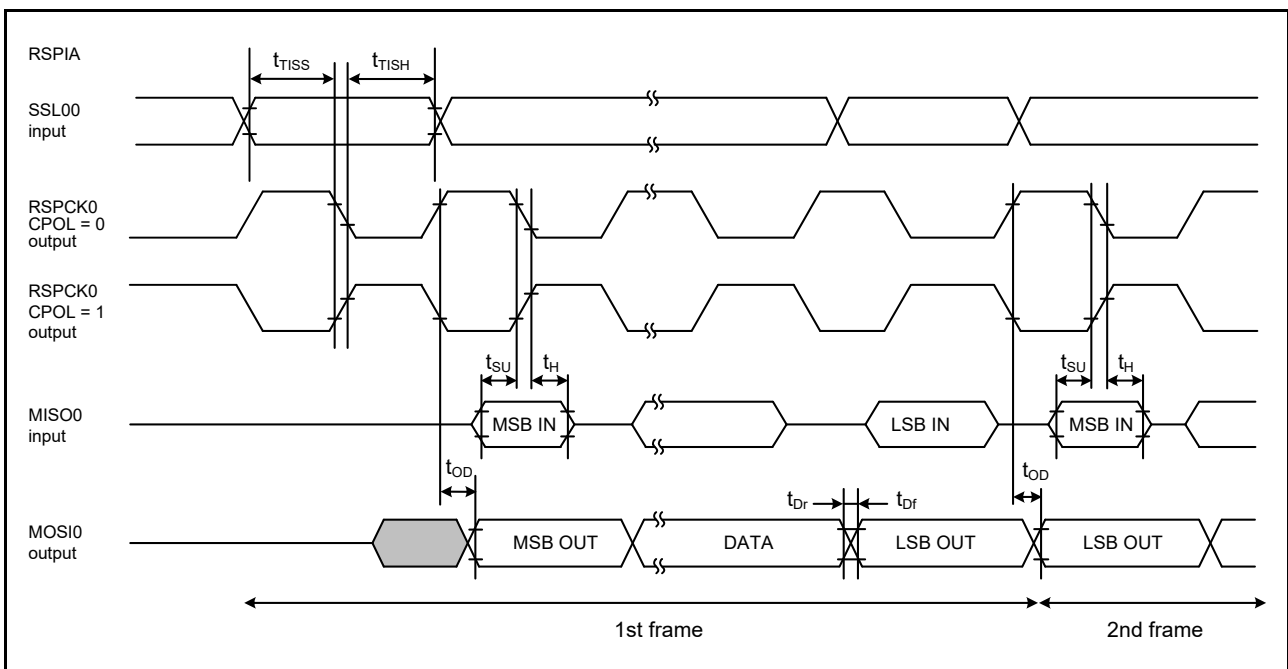 RSPIA
tTISS
tTISH
SSL00
input
RSPCK0
CPOL = 0
output
RSPCK0
CPOL = 1
output
tSU
tH
tSU
tH
MISO0
input
MSB IN
LSB IN
MSB IN
tOD
tOD
tDr
tDf
MOSI0
output
MSB OUT
DATA
LSB OUT
LSB OUT
1st frame
2nd frame